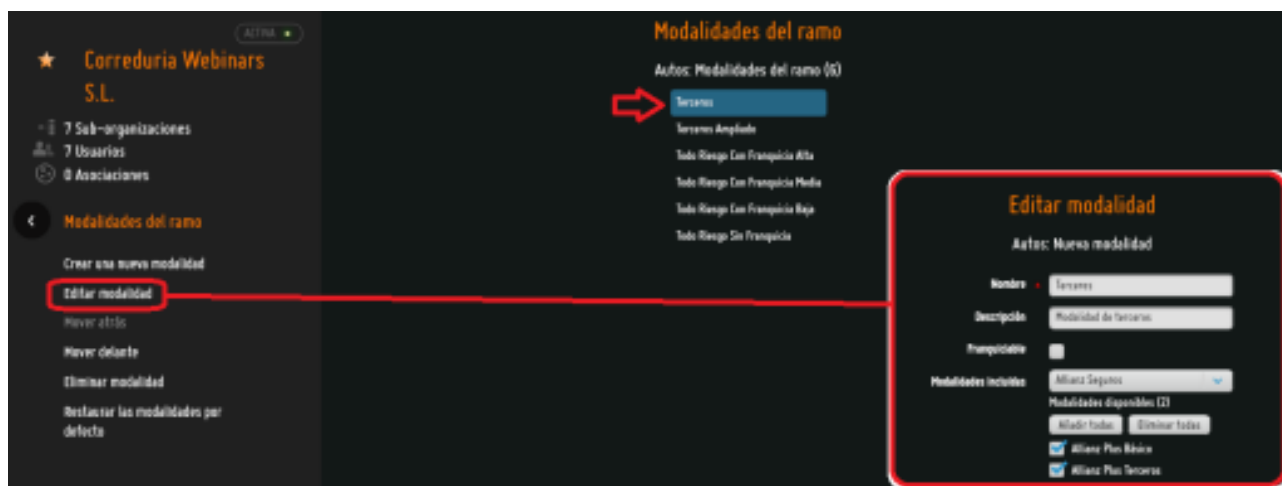 ACTIVA
Correduria Webinars
S.L.
7 Sub-organizaciones
7 Usuarios
0 Asociaciones
Modalidades del ramo
Crear una nueva modalidad
Editar modalidad
Mover atrás
Mover delante
Eliminar modalidad
Restaurar las modalidades por
defecto
Modalidades del ramo
Autos: Modalidades del ramo (6)
Terceros
Terceros Ampliado
Todo Riesgo Con Franquicia Alta
Todo Riesgo Con Franquicia Media
Todo Riesgo Con Franquicia Baja
Todo Riesgo Sin Franquicia
Editar modalidad
Autos: Nueva modalidad
Nombre Terceros
Descripción Modalidad de terceros
Franquiciable
Modalidades incluidas Allianz Seguros
Modalidades disponibles (2)
Añadir todas Eliminar todas
Allianz Plus Básico
Allianz Plus Terceros